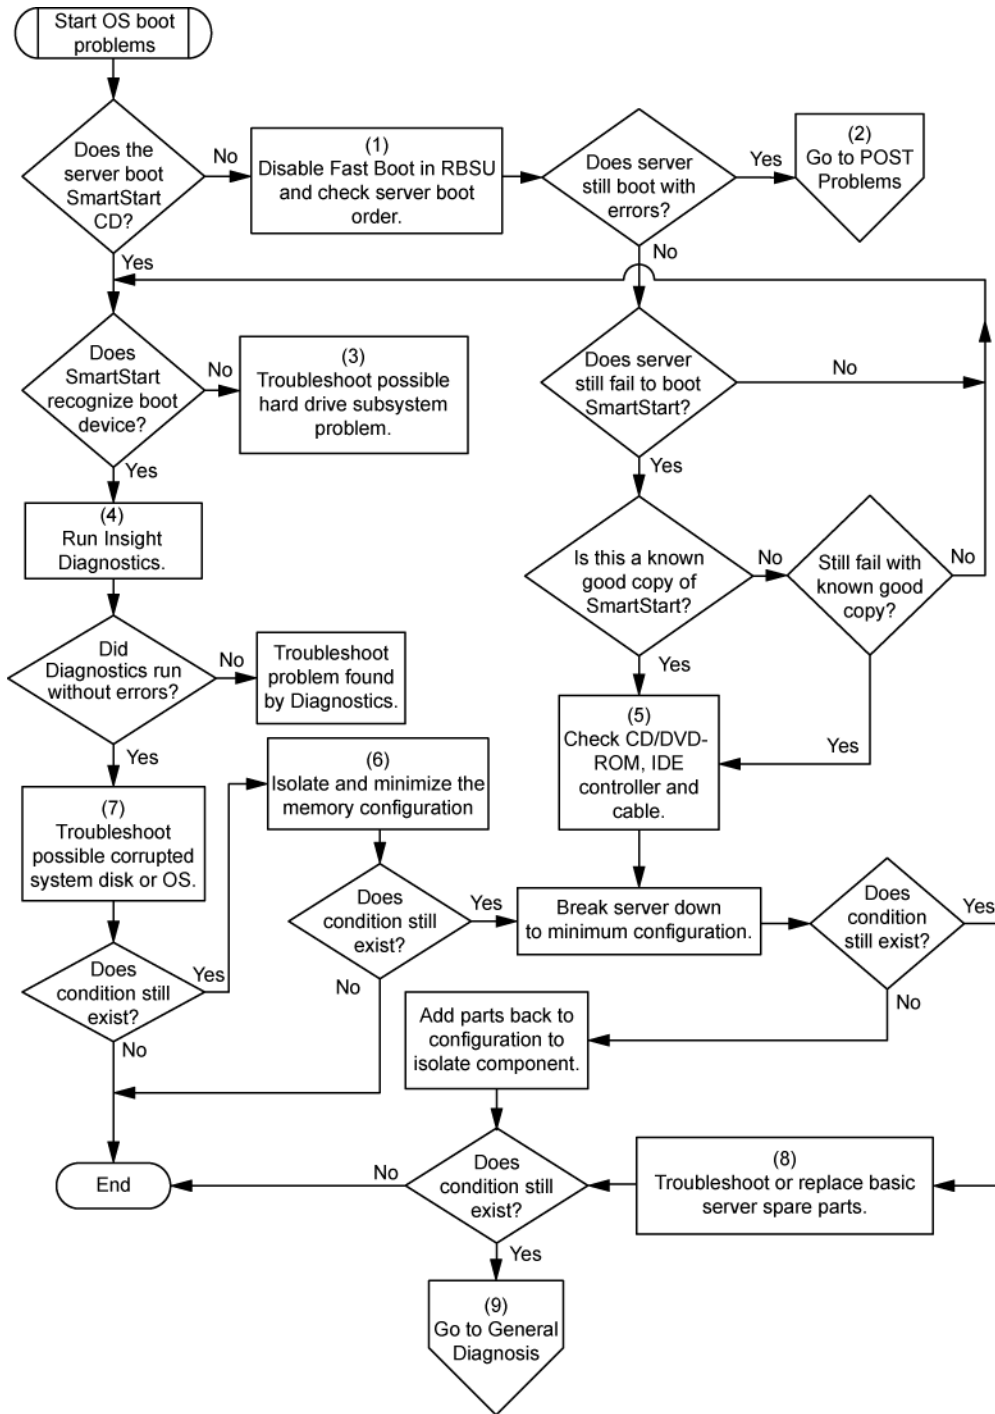 Start OS boot
problems
Does the
server boot
SmartStart
CD?
No
(1)
Disable Fast Boot in RBSU
and check server boot
order.
Does server
still boot with
errors?
Yes
(2)
Go to POST
Problems
Yes
No
Does
SmartStart
recognize boot
device?
No
(3)
Troubleshoot possible
hard drive subsystem
problem.
Does server
still fail to boot
SmartStart?
No
Yes
Yes
(4)
Run Insight
Diagnostics.
Is this a known
good copy of
SmartStart?
No
Still fail with
known good
copy?
No
Did
Diagnostics run
without errors?
No
Troubleshoot
problem found
by Diagnostics.
Yes
Yes
Yes
(5)
Check CD/DVD-
ROM, IDE
controller and
cable.
(6)
Isolate and minimize the
memory configuration
(7)
Troubleshoot
possible corrupted
system disk or OS.
Does
condition still
exist?
Yes
Break server down
to minimum configuration.
Does
condition
still exist?
Yes
Does
condition still
exist?
Yes
No
No
No
Add parts back to
configuration to
isolate component.
End
No
Does
condition still
exist?
(8)
Troubleshoot or replace basic
server spare parts.
Yes
(9)
Go to General
Diagnosis